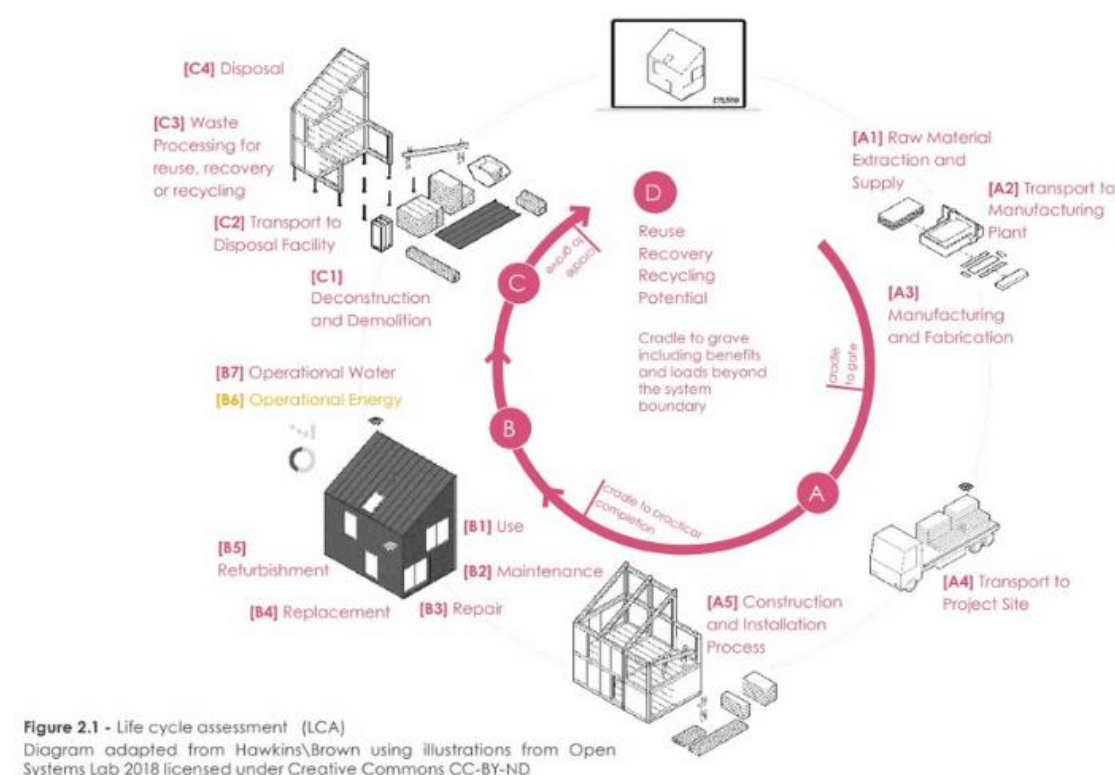 [C4] Disposal
[C3] Waste
Processing for
reuse, recovery
or recycling
[C2] Transport to
Disposal Facility
[C1]
Deconstruction
and Demolition
[A1] Raw Material
Extraction and
Supply
[A2] Transport to
Manufacturing
Plant
[A3]
Manufacturing
and Fabrication
D
Reuse
Recovery
Recycling
Potential
Cradle to grave
including benefits
and loads beyond
the system
boundary
C
cradle
to grave
cradle
to gate
[B7] Operational Water
[B6] Operational Energy
B
A
cradle to practical
completion
[B1] Use
[B5]
Refurbishment
[B2] Maintenance
[B4] Replacement
[B3] Repair
[A5] Construction
and Installation
Process
[A4] Transport to
Project Site
Figure 2.1 - Life cycle assessment (LCA)
Diagram adapted from Hawkins\Brown using illustrations from Open
Systems Lab 2018 licensed under Creative Commons CC-BY-ND